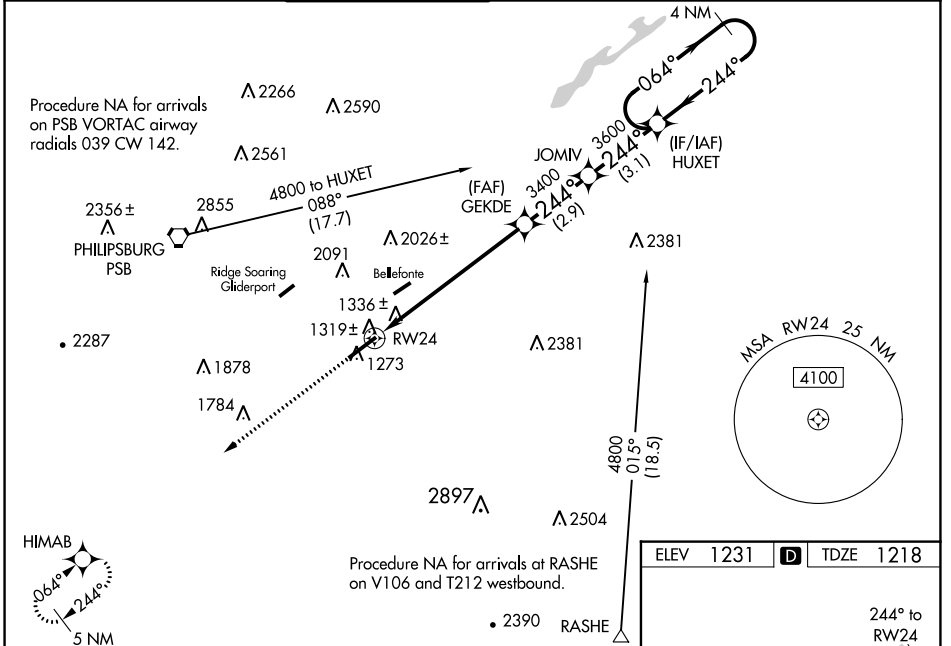 4 NM
064°
244°
2266
2590
Procedure NA for arrivals
on PSB VORTAC airway
radials 039 CW 142.
2561
3600
244°
(3.1)
(IF/IAF)
HUXET
JOMIV
3400
244°
(2.9)
(FAF)
GEKDE
4800 to HUXET
088°
(17.7)
2356 ±
2855
PHILIPSBURG
PSB
2026 ±
2381
2091
Ridge Soaring
Gliderport
Bellefonte
1336 ±
1319 ±
RW24
2287
1273
2381
1878
1784
MSA RW24 25 NM
4100
4800
015°
(18.5)
2897
2504
HIMAB
064°
244°
5 NM
Procedure NA for arrivals at RASHE
on V106 and T212 westbound.
2390
RASHE
ELEV 1231 D TDZE 1218
244° to
RW24